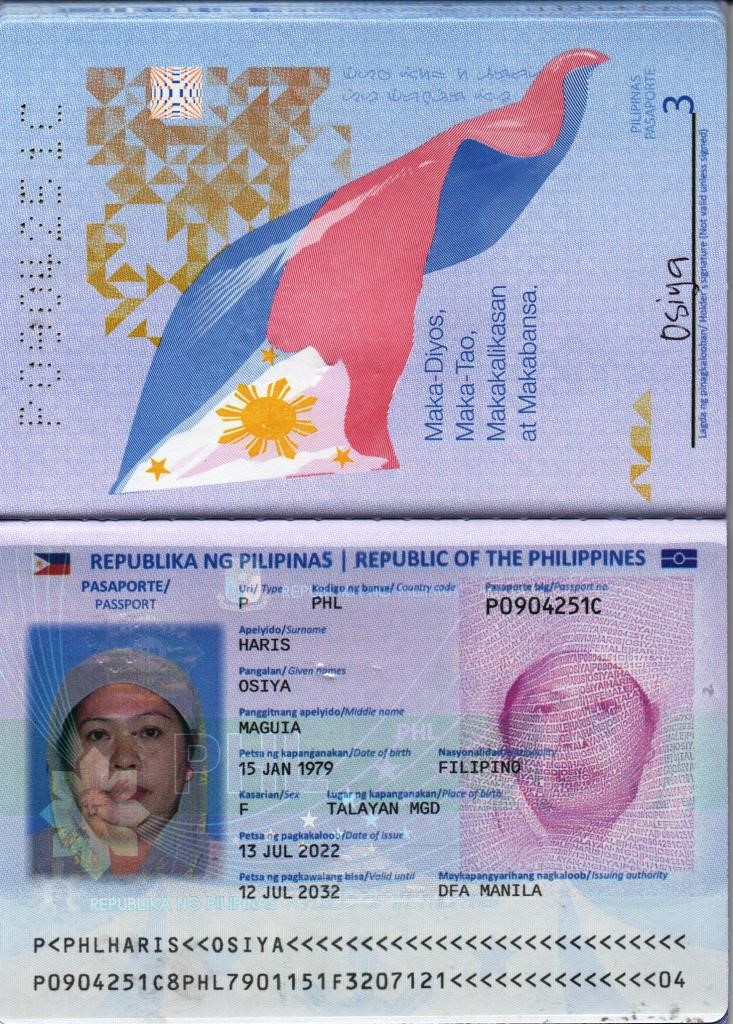 P0904251C
PILIPINAS
PASAPORTE
3
Maka-Diyos,
Maka-Tao,
Makakalikasan
at Makabansa.
Osiya
Lagda ng pinagkalooban/ Holder's signature (Not valid unless signed)
REPUBLIKA NG PILIPINAS | REPUBLIC OF THE PHILIPPINES
PASAPORTE/
PASSPORT
Uri/ Type
Kodigo ng bansa/ Country code
Pasaporte blg/Passport no.
P
PHL
P0904251C
Apelyido/Surname
HARIS
Pangalan/ Given names
OSIYA
Panggitnang apelyido/Middle name
MAGUIA
Petsa ng kapanganakan/Date of birth
Nasyonalidad/Nationality
15 JAN 1979
FILIPINO
Kasarian/Sex
Lugar ng kapanganakan/Place of birth
F
TALAYAN MGD
Petsa ng pagkakaloob/Date of issue
13 JUL 2022
Petsa ng pagkawalang bisa/Valid until
Maykapangyarihang nagkaloob/Issuing authority
12 JUL 2032
DFA MANILA
REPUBLIKA NG PILIPINAS
P<PHLHARIS<<OSIYA<<<<<<<<<<<<<<<<<<<<<<<<<<<
P0904251C8PHL7901151F3207121<<<<<<<<<<<<<<04